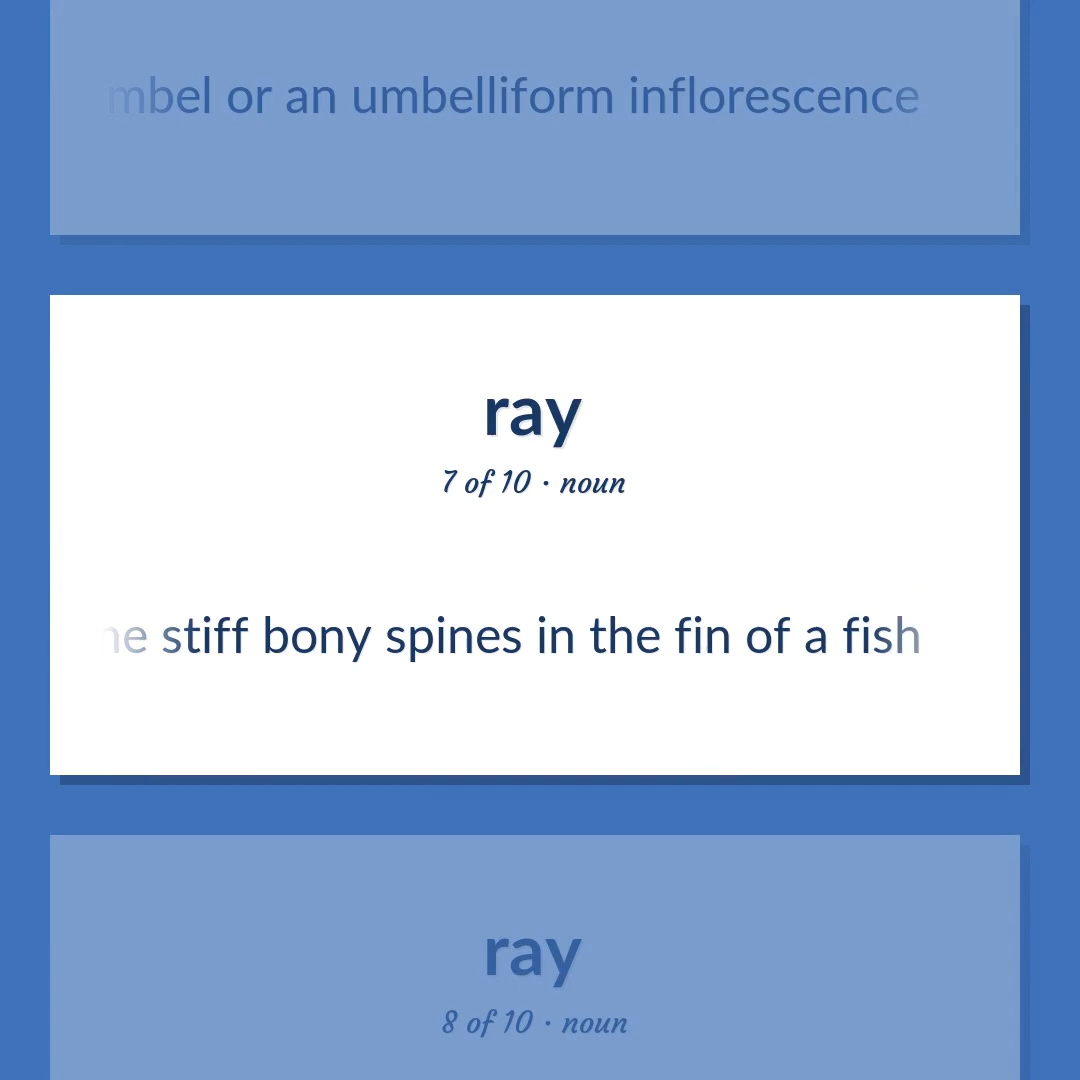 or an umbelliform inflorescence
ray
7 of 10 · noun
stiff bony spines in the fin of a fish
ray
8 of 10 · noun